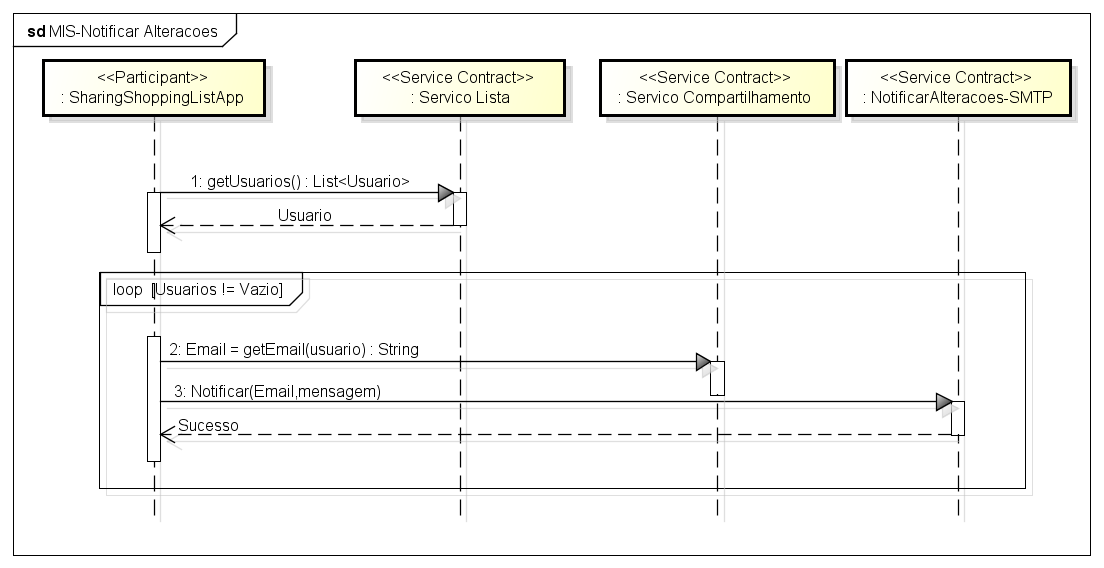 sd MIS-Notificar Alteracoes
<<Participant>>
: SharingShoppingListApp
<<Service Contract>>
: Servico Lista
<<Service Contract>>
: Servico Compartilhamento
<<Service Contract>>
: NotificarAlteracoes-SMTP
1: getUsuarios() : List<Usuario>
Usuario
loop [Usuarios != Vazio]
2: Email = getEmail(usuario) : String
3: Notificar(Email,mensagem)
Sucesso